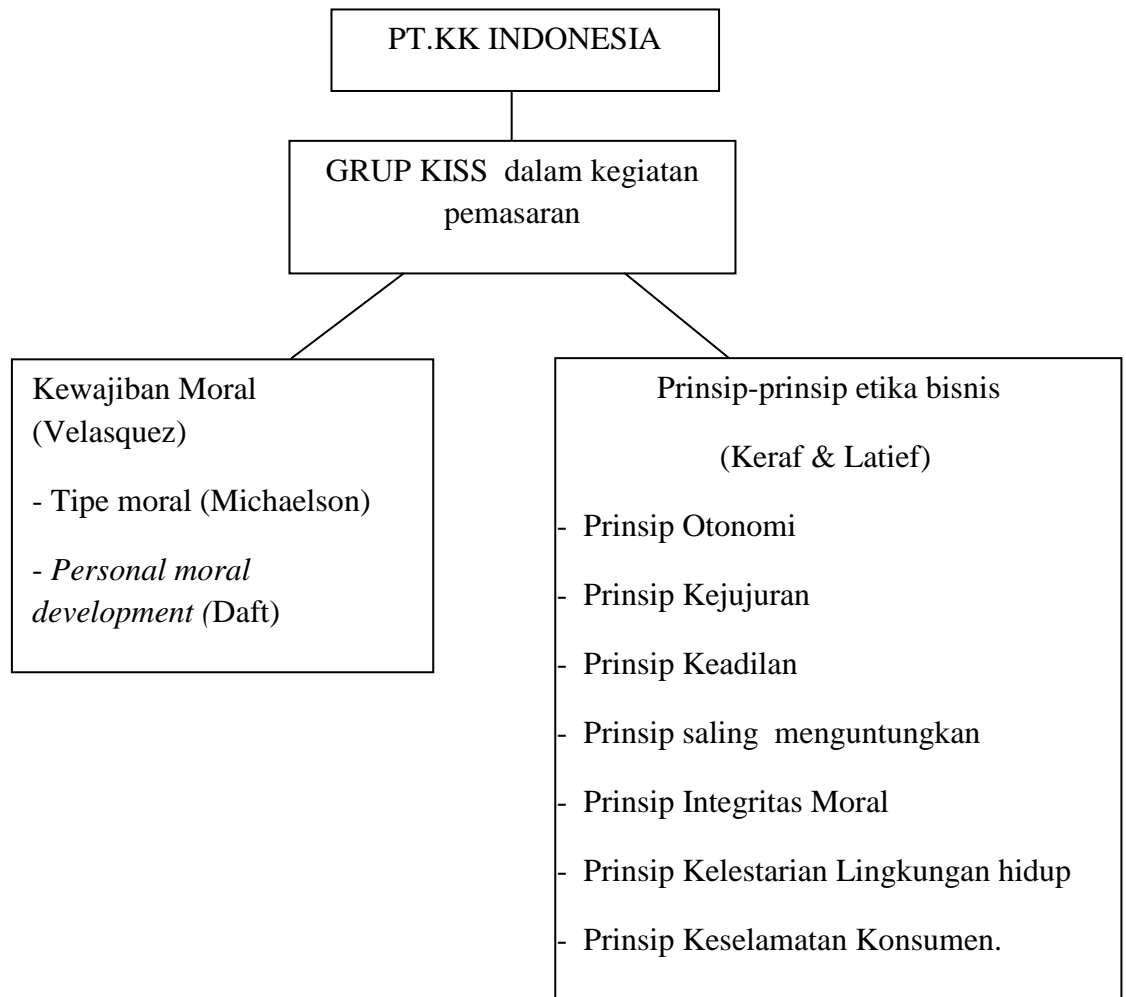 PT.KK INDONESIA
GRUP KISS dalam kegiatan
pemasaran
Kewajiban Moral
(Velasquez)
- Tipe moral (Michaelson)
- Personal moral
development (Daft)
Prinsip-prinsip etika bisnis
(Keraf & Latief)
- Prinsip Otonomi
- Prinsip Kejujuran
- Prinsip Keadilan
- Prinsip saling menguntungkan
- Prinsip Integritas Moral
- Prinsip Kelestarian Lingkungan hidup
- Prinsip Keselamatan Konsumen.